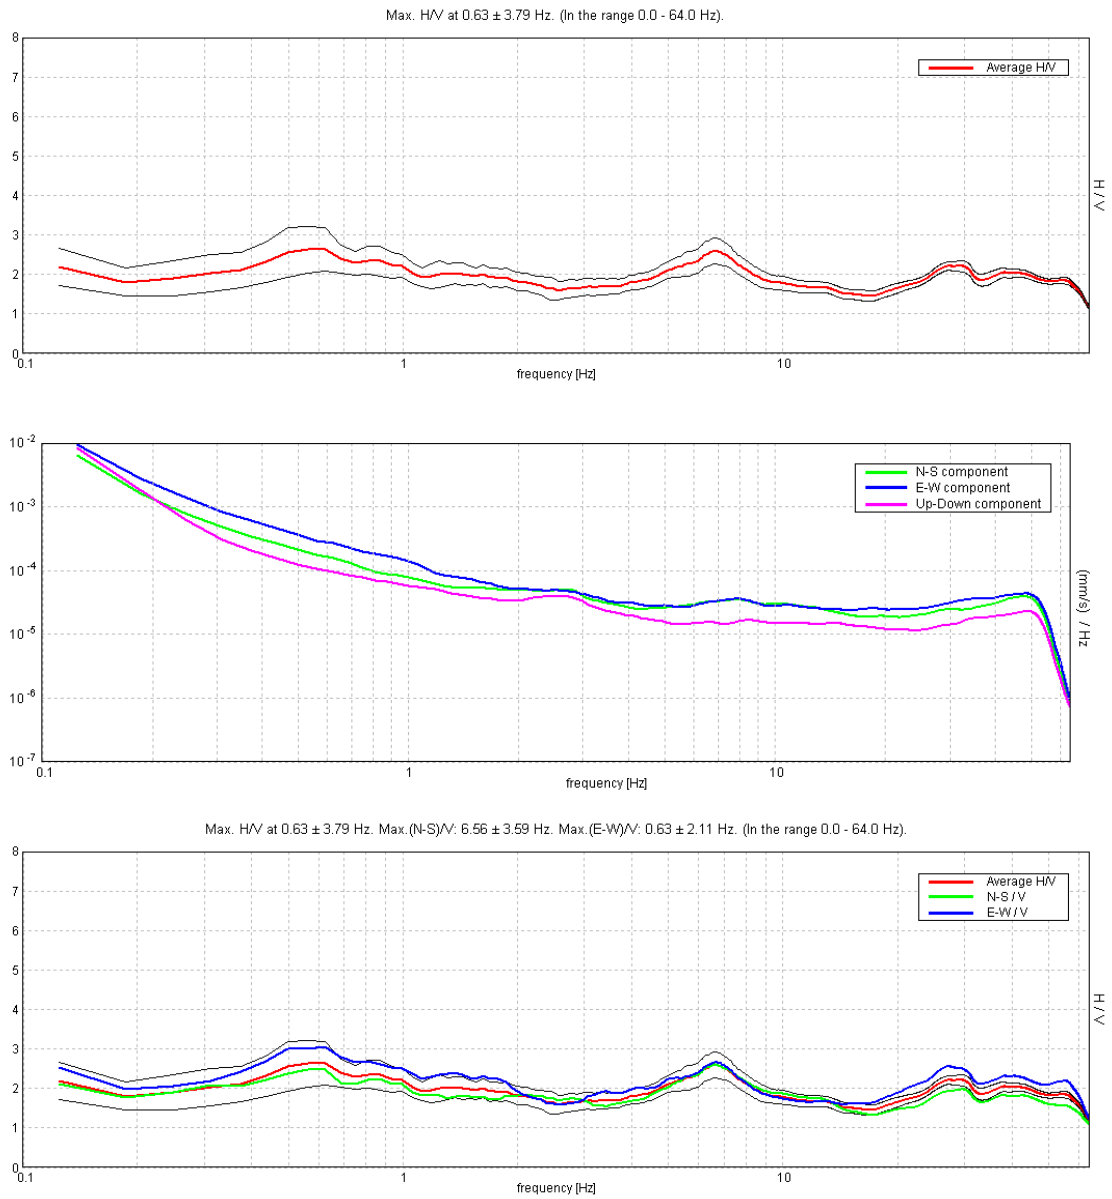 Max. H/V at 0.63 ± 3.79 Hz. (In the range 0.0 - 64.0 Hz).
8
7
6
5
4
3
2
1
0
Average H/V
H / V
0.1
1
10
frequency [Hz]
10-2
10-3
10-4
10-5
10-6
10-7
N-S component
E-W component
Up-Down component
(mm/s) / Hz
0.1
1
10
frequency [Hz]
Max. H/V at 0.63 ± 3.79 Hz. Max.(N-S)/V: 6.56 ± 3.59 Hz. Max.(E-W)/V: 0.63 ± 2.11 Hz. (In the range 0.0 - 64.0 Hz).
8
7
6
5
4
3
2
1
0
Average H/V
N-S / V
E-W / V
H / V
0.1
1
10
frequency [Hz]